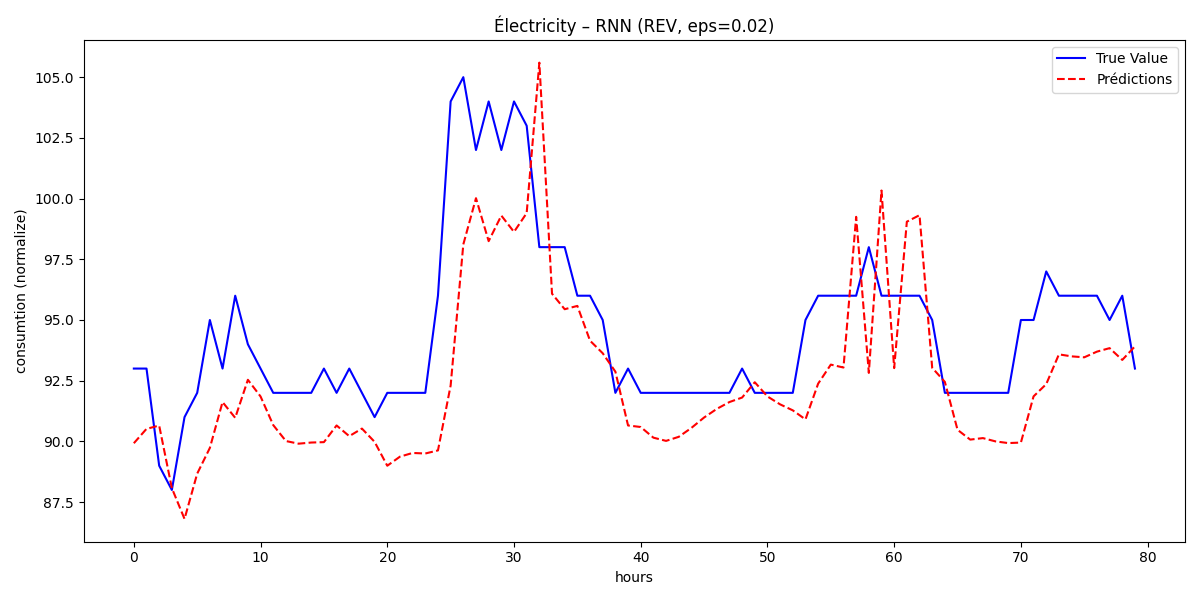 Électricity – RNN (REV, eps=0.02)
True Value
Prédictions
consumtion (normalize)
105.0
102.5
100.0
97.5
95.0
92.5
90.0
87.5
0 10 20 30 40 50 60 70 80
hours